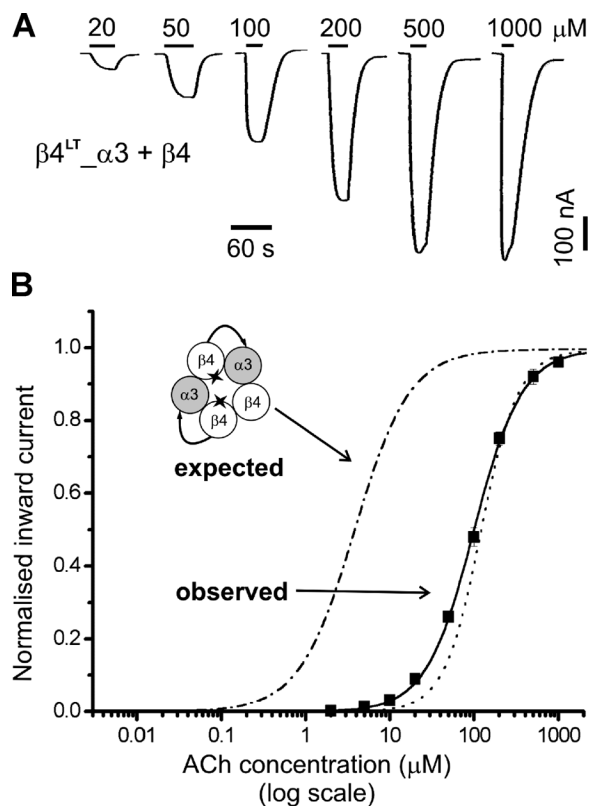 A
20 50 100 200 500 1000 μM
β4ᴸᵀ_α3 + β4
60 s
100 nA
B
Normalised inward current
1.0
0.8
0.6
0.4
0.2
0.0
β4
α3
α3
β4
β4
expected
observed
0.01 0.1 1 10 100 1000
ACh concentration (μM)
(log scale)